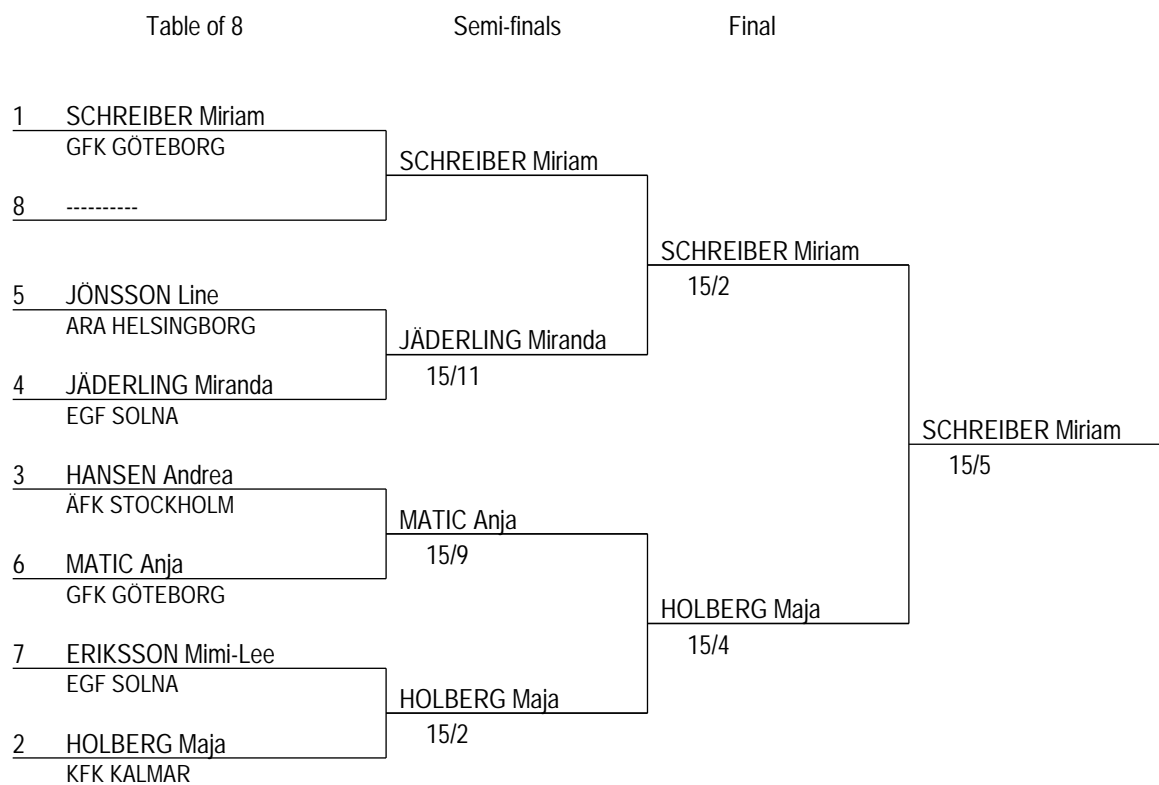 Table of 8 Semi-finals Final
1 SCHREIBER Miriam
GFK GÖTEBORG
SCHREIBER Miriam
8 ----------
SCHREIBER Miriam
15/2
5 JÖNSSON Line
ARA HELSINGBORG
JÄDERLING Miranda
15/11
4 JÄDERLING Miranda
EGF SOLNA
SCHREIBER Miriam
15/5
3 HANSEN Andrea
ÄFK STOCKHOLM
MATIC Anja
15/9
6 MATIC Anja
GFK GÖTEBORG
HOLBERG Maja
15/4
7 ERIKSSON Mimi-Lee
EGF SOLNA
HOLBERG Maja
15/2
2 HOLBERG Maja
KFK KALMAR